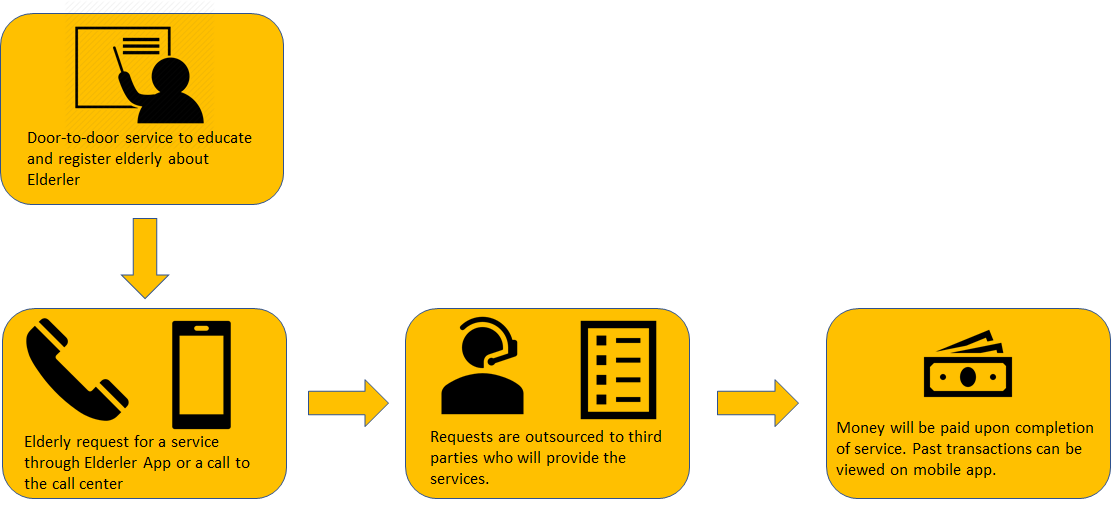 Door-to-door service to educate
and register elderly about
Elderler
Elderly request for a service
through Elderler App or a call to
the call center
Requests are outsourced to third
parties who will provide the
services.
Money will be paid upon completion
of service. Past transactions can be
viewed on mobile app.